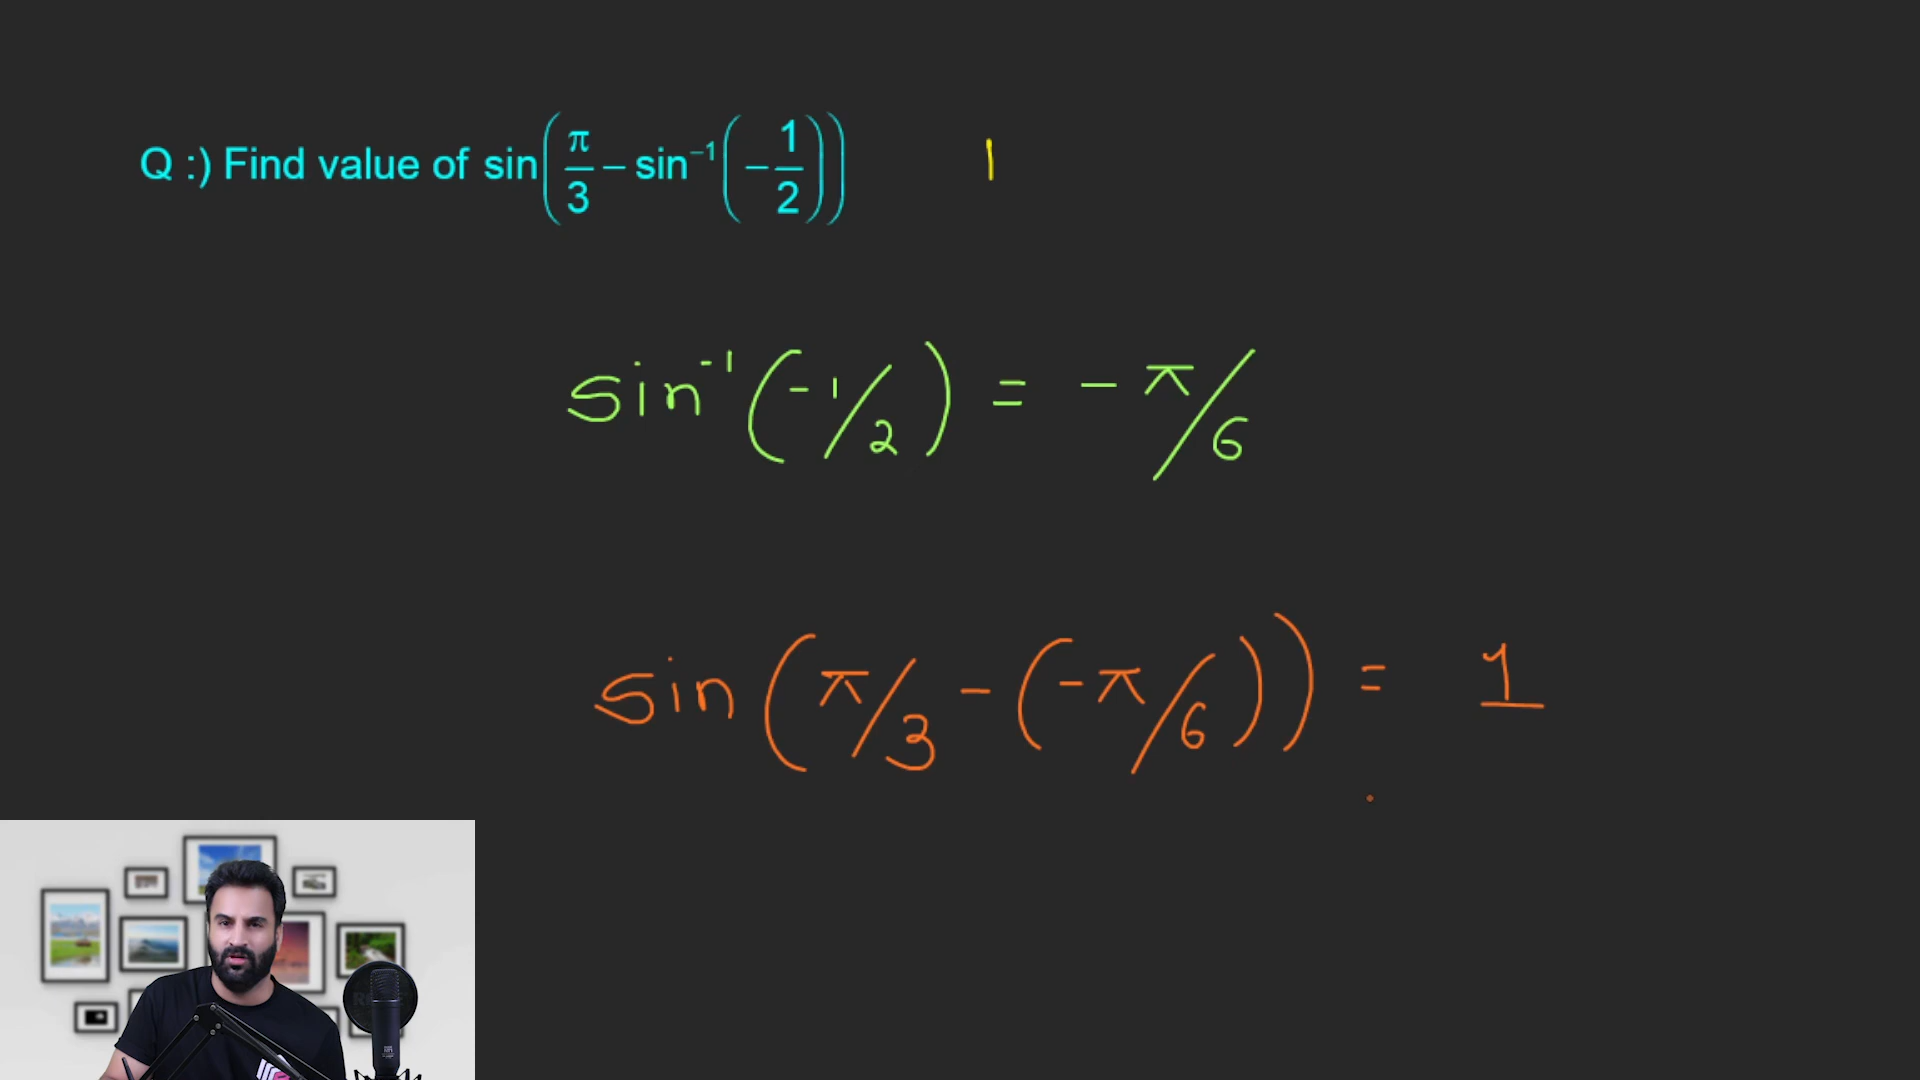 Q :) Find value of sin(π/3 − sin⁻¹(−1/2)) 1
sin⁻¹(-1/2) = -π/6
sin(π/3 - (-π/6)) = 1